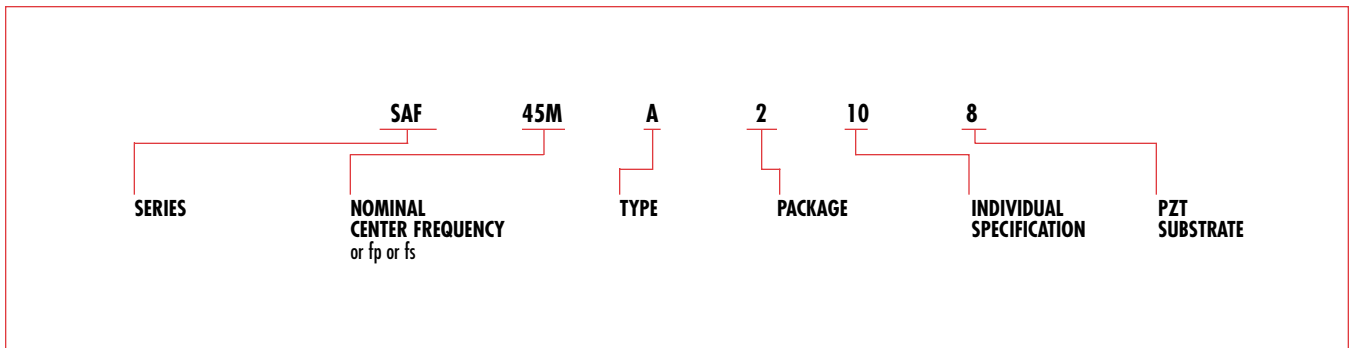 SAF 45M A 2 10 8
SERIES NOMINAL TYPE PACKAGE INDIVIDUAL PZT
CENTER FREQUENCY SPECIFICATION SUBSTRATE
or fp or fs